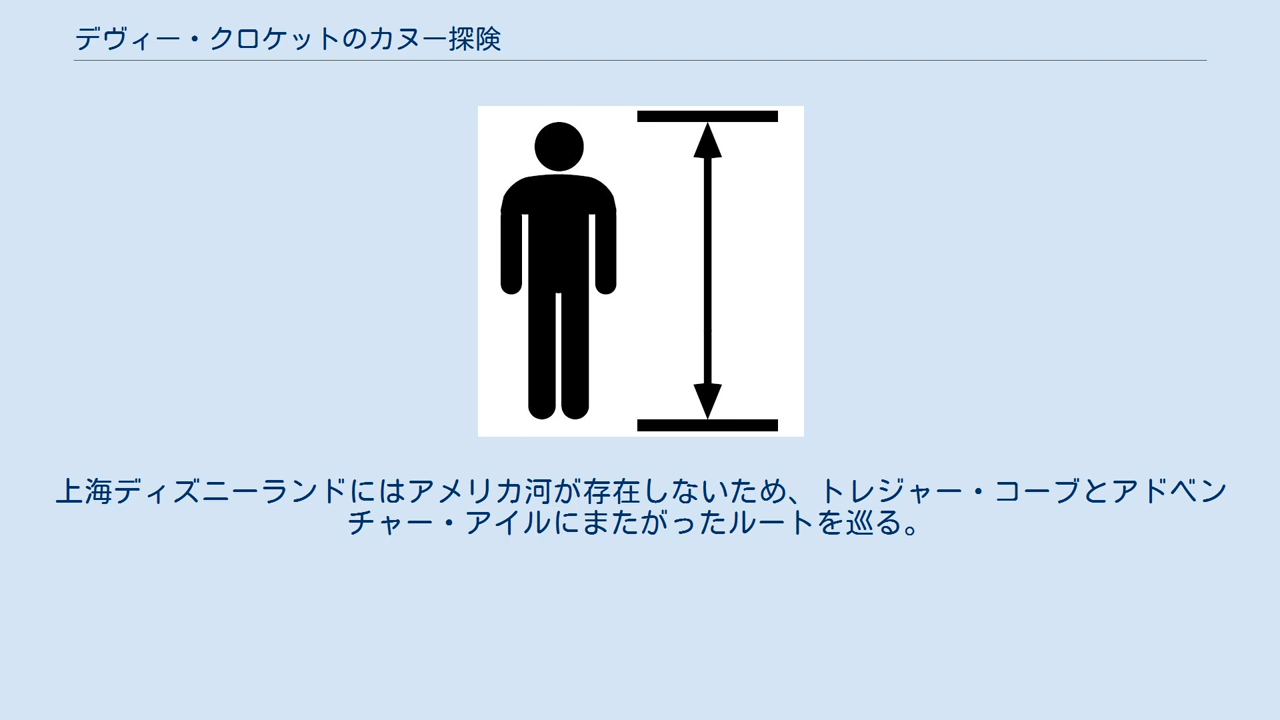 デヴィー・クロケットのカヌー探険
上海ディズニーランドにはアメリカ河が存在しないため、トレジャー・コーブとアドベン
チャー・アイルにまたがったルートを巡る。